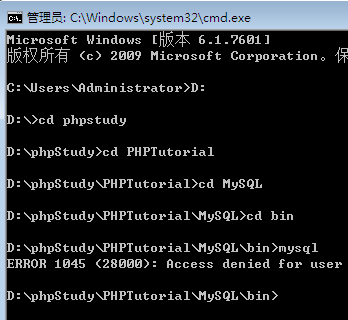 管理员: C:\Windows\system32\cmd.exe
Microsoft Windows [版本 6.1.7601]
版权所有 (c) 2009 Microsoft Corporation。保
C:\Users\Administrator>D:
D:\>cd phpstudy
D:\phpStudy>cd PHPTutorial
D:\phpStudy\PHPTutorial>cd MySQL
D:\phpStudy\PHPTutorial\MySQL>cd bin
D:\phpStudy\PHPTutorial\MySQL\bin>mysql
ERROR 1045 (28000): Access denied for user
D:\phpStudy\PHPTutorial\MySQL\bin>